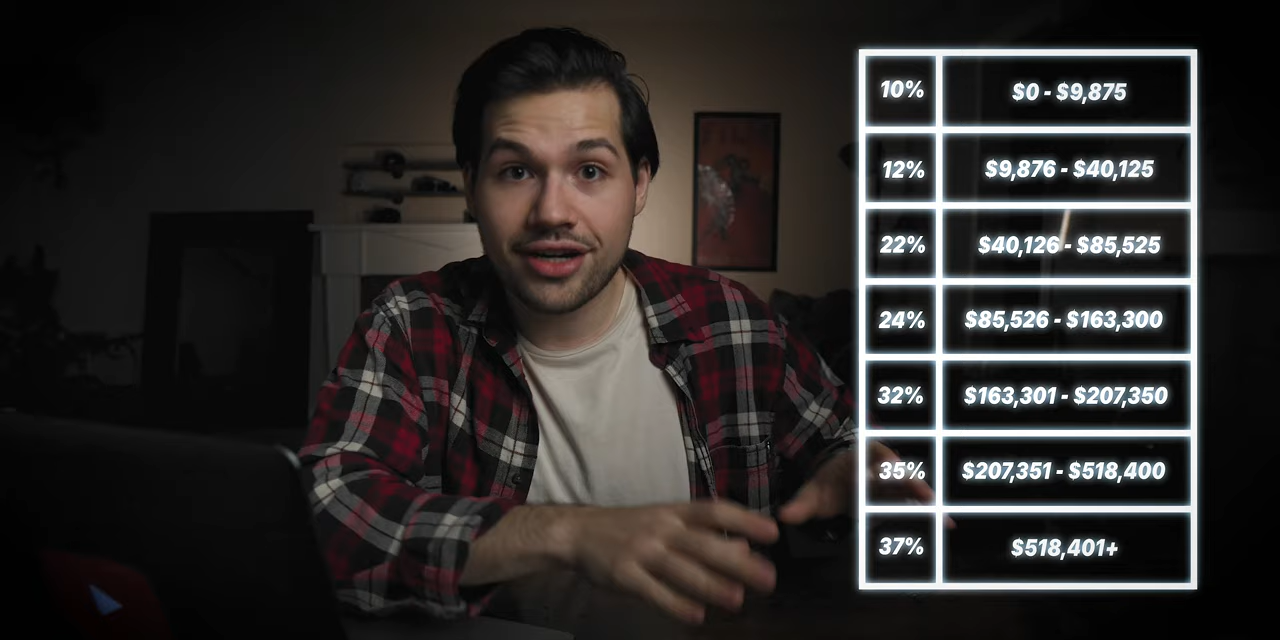 10% $0 - $9,875
12% $9,876 - $40,125
22% $40,126 - $85,525
24% $85,526 - $163,300
32% $163,301 - $207,350
35% $207,351 - $518,400
37% $518,401+